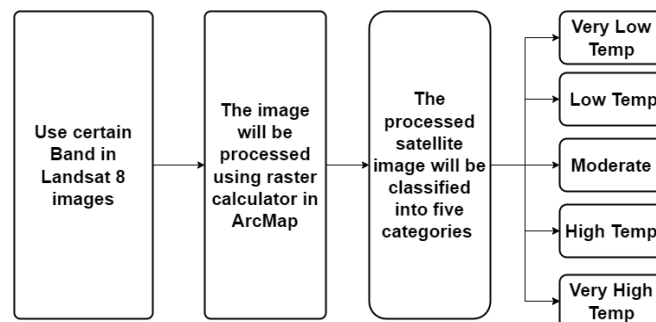 Use certain
Band in
Landsat 8
images
The image
will be
processed
using raster
calculator in
ArcMap
The
processed
satellite
image will be
classified
into five
categories
Very Low
Temp
Low Temp
Moderate
High Temp
Very High
Temp